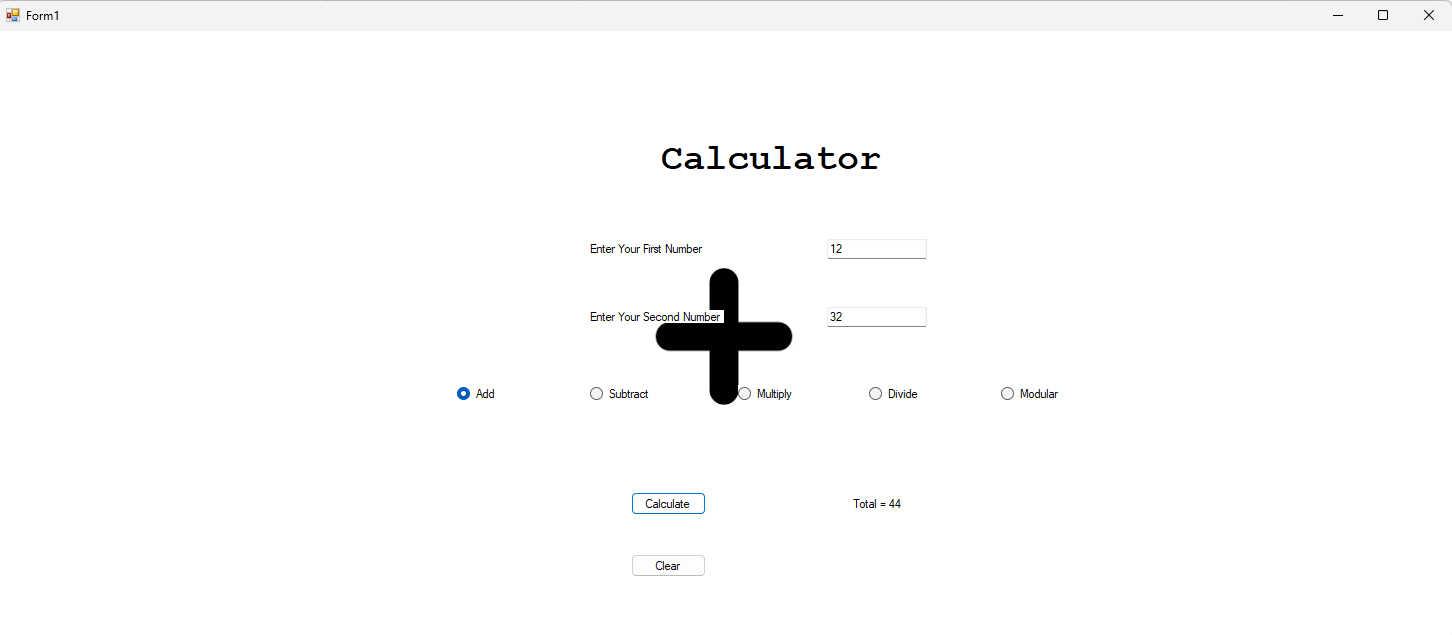 Form1
Calculator
Enter Your First Number 12
Enter Your Second Number 32
Add Subtract Multiply Divide Modular
Calculate Total = 44
Clear